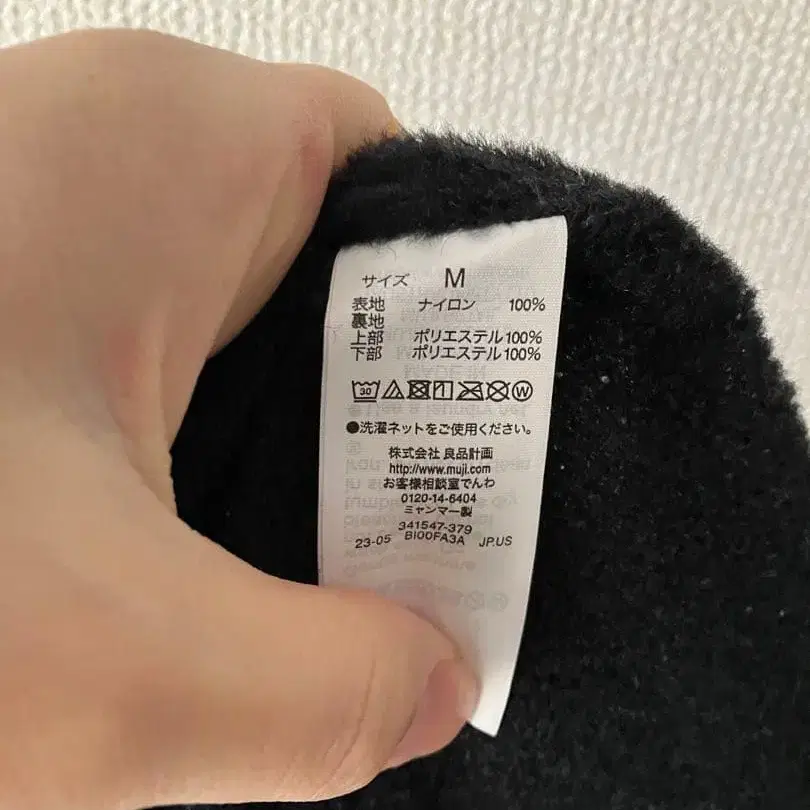 サイズ M
表地 ナイロン 100%
裏地
上部 ポリエステル100%
下部 ポリエステル100%
30
●洗濯ネットをご使用ください。
株式会社 良品計画
http://www.muji.com
お客様相談室でんわ
0120-14-6404
ミャンマー製
341547-379
23-05 BI00FA3A JP.US